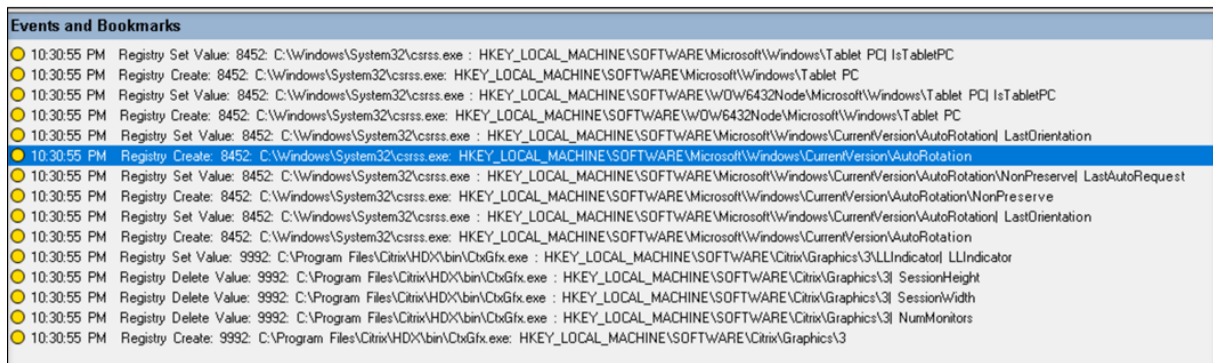 Events and Bookmarks
10:30:55 PM Registry Set Value: 8452: C:\Windows\System32\csrss.exe : HKEY_LOCAL_MACHINE\SOFTWARE\Microsoft\Windows\Tablet PC| IsTabletPC
10:30:55 PM Registry Create: 8452: C:\Windows\System32\csrss.exe: HKEY_LOCAL_MACHINE\SOFTWARE\Microsoft\Windows\Tablet PC
10:30:55 PM Registry Set Value: 8452: C:\Windows\System32\csrss.exe : HKEY_LOCAL_MACHINE\SOFTWARE\WOW6432Node\Microsoft\Windows\Tablet PC| IsTabletPC
10:30:55 PM Registry Create: 8452: C:\Windows\System32\csrss.exe: HKEY_LOCAL_MACHINE\SOFTWARE\WOW6432Node\Microsoft\Windows\Tablet PC
10:30:55 PM Registry Set Value: 8452: C:\Windows\System32\csrss.exe : HKEY_LOCAL_MACHINE\SOFTWARE\Microsoft\Windows\CurrentVersion\AutoRotation| LastOrientation
10:30:55 PM Registry Create: 8452: C:\Windows\System32\csrss.exe: HKEY_LOCAL_MACHINE\SOFTWARE\Microsoft\Windows\CurrentVersion\AutoRotation
10:30:55 PM Registry Set Value: 8452: C:\Windows\System32\csrss.exe : HKEY_LOCAL_MACHINE\SOFTWARE\Microsoft\Windows\CurrentVersion\AutoRotation\NonPreserve| LastAutoRequest
10:30:55 PM Registry Create: 8452: C:\Windows\System32\csrss.exe: HKEY_LOCAL_MACHINE\SOFTWARE\Microsoft\Windows\CurrentVersion\AutoRotation\NonPreserve
10:30:55 PM Registry Set Value: 8452: C:\Windows\System32\csrss.exe : HKEY_LOCAL_MACHINE\SOFTWARE\Microsoft\Windows\CurrentVersion\AutoRotation| LastOrientation
10:30:55 PM Registry Create: 8452: C:\Windows\System32\csrss.exe: HKEY_LOCAL_MACHINE\SOFTWARE\Microsoft\Windows\CurrentVersion\AutoRotation
10:30:55 PM Registry Set Value: 9992: C:\Program Files\Citrix\HDX\bin\CtxGfx.exe : HKEY_LOCAL_MACHINE\SOFTWARE\Citrix\Graphics\3\LLIndicator| LLIndicator
10:30:55 PM Registry Delete Value: 9992: C:\Program Files\Citrix\HDX\bin\CtxGfx.exe : HKEY_LOCAL_MACHINE\SOFTWARE\Citrix\Graphics\3| SessionHeight
10:30:55 PM Registry Delete Value: 9992: C:\Program Files\Citrix\HDX\bin\CtxGfx.exe : HKEY_LOCAL_MACHINE\SOFTWARE\Citrix\Graphics\3| SessionWidth
10:30:55 PM Registry Delete Value: 9992: C:\Program Files\Citrix\HDX\bin\CtxGfx.exe : HKEY_LOCAL_MACHINE\SOFTWARE\Citrix\Graphics\3| NumMonitors
10:30:55 PM Registry Create: 9992: C:\Program Files\Citrix\HDX\bin\CtxGfx.exe: HKEY_LOCAL_MACHINE\SOFTWARE\Citrix\Graphics\3